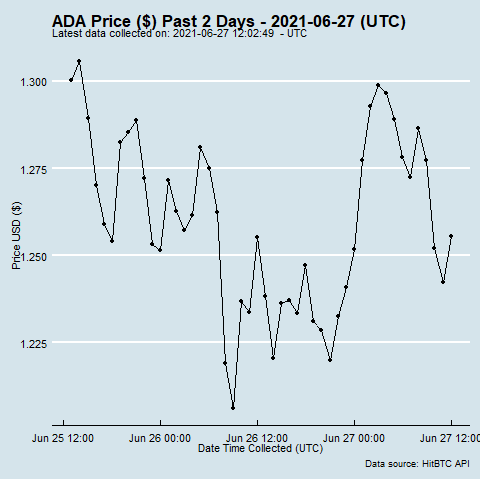 ADA Price ($) Past 2 Days - 2021-06-27 (UTC)
Latest data collected on: 2021-06-27 12:02:49  - UTC
1.300
1.275
1.250
1.225
Price USD ($)
Jun 25 12:00
Jun 26 00:00
Jun 26 12:00
Jun 27 00:00
Jun 27 12:00
Date Time Collected (UTC)
Data source: HitBTC API